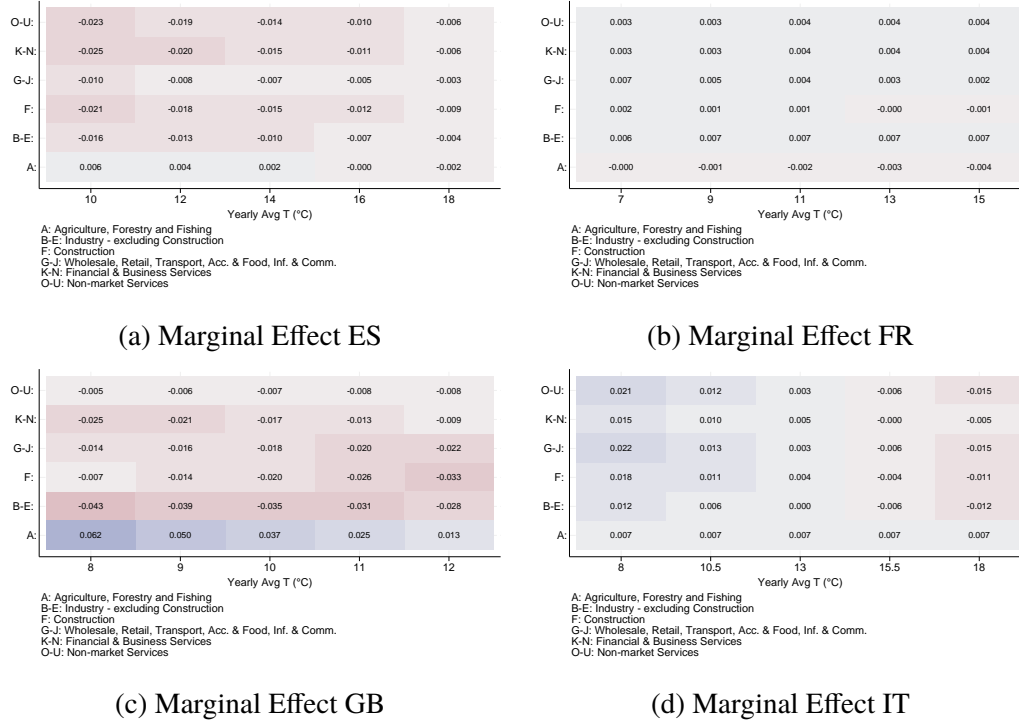 O-U: -0.023 -0.019 -0.014 -0.010 -0.006
K-N: -0.025 -0.020 -0.015 -0.011 -0.006
G-J: -0.010 -0.008 -0.007 -0.005 -0.003
F: -0.021 -0.018 -0.015 -0.012 -0.009
B-E: -0.016 -0.013 -0.010 -0.007 -0.004
A: 0.006 0.004 0.002 -0.000 -0.002
10 12 14 16 18
Yearly Avg T (°C)
A: Agriculture, Forestry and Fishing
B-E: Industry - excluding Construction
F: Construction
G-J: Wholesale, Retail, Transport, Acc. & Food, Inf. & Comm.
K-N: Financial & Business Services
O-U: Non-market Services
(a) Marginal Effect ES
O-U: 0.003 0.003 0.004 0.004 0.004
K-N: 0.003 0.003 0.004 0.004 0.004
G-J: 0.007 0.005 0.004 0.003 0.002
F: 0.002 0.001 0.001 -0.000 -0.001
B-E: 0.006 0.007 0.007 0.007 0.007
A: -0.000 -0.001 -0.002 -0.003 -0.004
7 9 11 13 15
Yearly Avg T (°C)
A: Agriculture, Forestry and Fishing
B-E: Industry - excluding Construction
F: Construction
G-J: Wholesale, Retail, Transport, Acc. & Food, Inf. & Comm.
K-N: Financial & Business Services
O-U: Non-market Services
(b) Marginal Effect FR
O-U: -0.005 -0.006 -0.007 -0.008 -0.008
K-N: -0.025 -0.021 -0.017 -0.013 -0.009
G-J: -0.014 -0.016 -0.018 -0.020 -0.022
F: -0.007 -0.014 -0.020 -0.026 -0.033
B-E: -0.043 -0.039 -0.035 -0.031 -0.028
A: 0.062 0.050 0.037 0.025 0.013
8 9 10 11 12
Yearly Avg T (°C)
A: Agriculture, Forestry and Fishing
B-E: Industry - excluding Construction
F: Construction
G-J: Wholesale, Retail, Transport, Acc. & Food, Inf. & Comm.
K-N: Financial & Business Services
O-U: Non-market Services
(c) Marginal Effect GB
O-U: 0.021 0.012 0.003 -0.006 -0.015
K-N: 0.015 0.010 0.005 -0.000 -0.005
G-J: 0.022 0.013 0.003 -0.006 -0.015
F: 0.018 0.011 0.004 -0.004 -0.011
B-E: 0.012 0.006 0.000 -0.006 -0.012
A: 0.007 0.007 0.007 0.007 0.007
8 10.5 13 15.5 18
Yearly Avg T (°C)
A: Agriculture, Forestry and Fishing
B-E: Industry - excluding Construction
F: Construction
G-J: Wholesale, Retail, Transport, Acc. & Food, Inf. & Comm.
K-N: Financial & Business Services
O-U: Non-market Services
(d) Marginal Effect IT